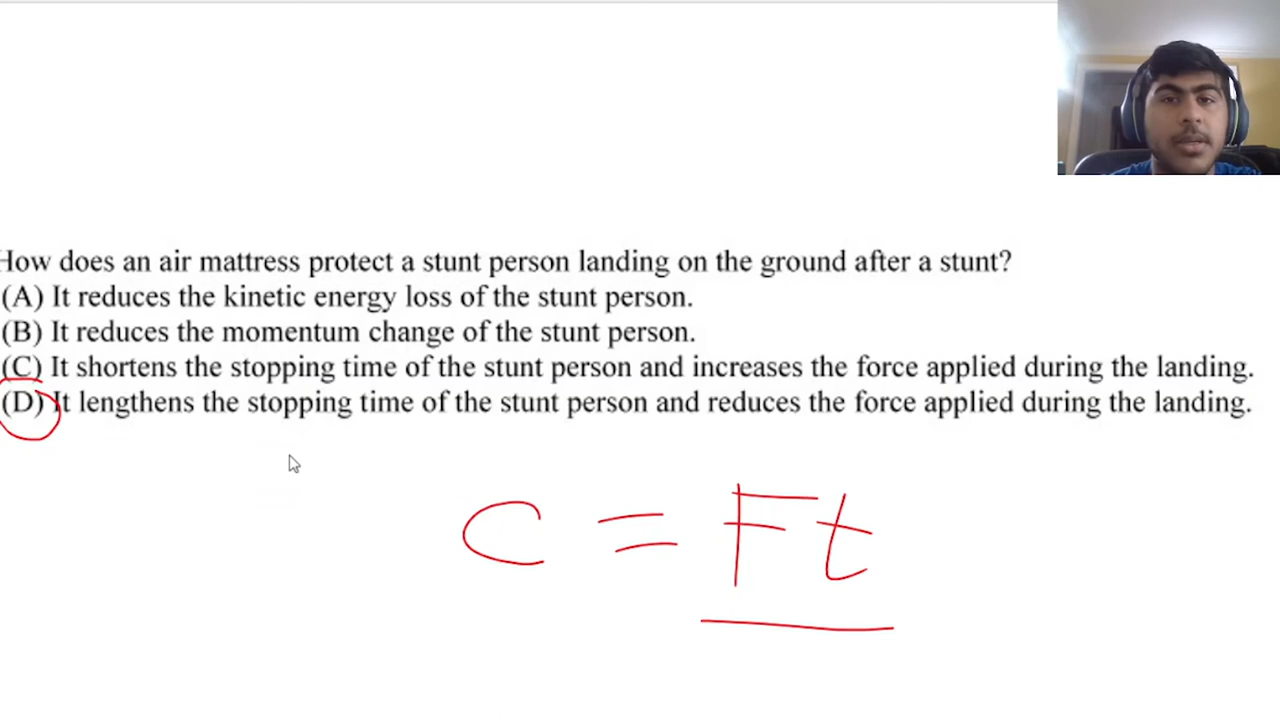 How does an air mattress protect a stunt person landing on the ground after a stunt?
(A) It reduces the kinetic energy loss of the stunt person.
(B) It reduces the momentum change of the stunt person.
(C) It shortens the stopping time of the stunt person and increases the force applied during the landing.
(D) It lengthens the stopping time of the stunt person and reduces the force applied during the landing.
C = Ft